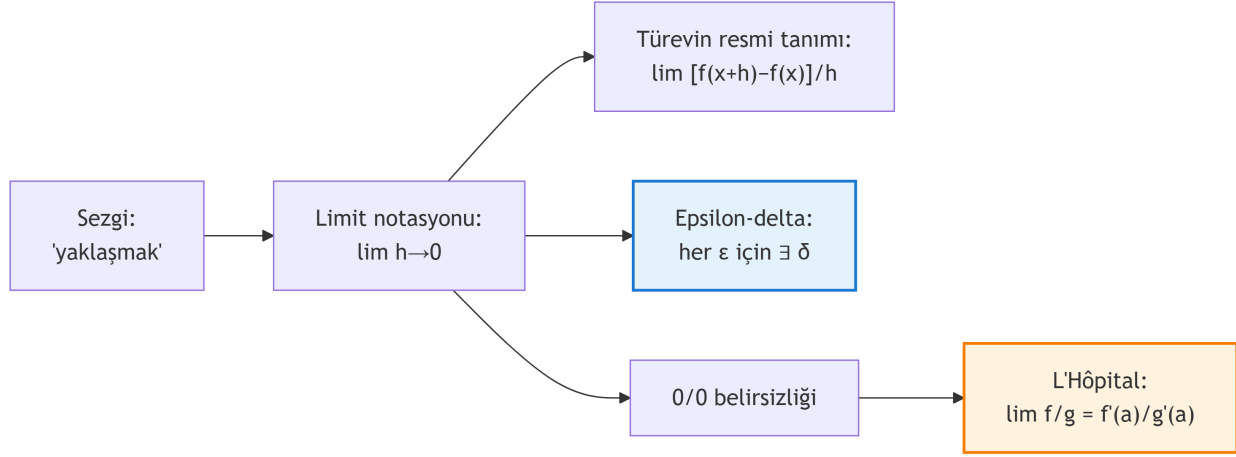 Türevin resmi tanımı:
lim [f(x+h)−f(x)]/h
Sezgi:
'yaklaşmak'
Limit notasyonu:
lim h→0
Epsilon-delta:
her ε için ∃ δ
0/0 belirsizliği
L'Hôpital:
lim f/g = f'(a)/g'(a)